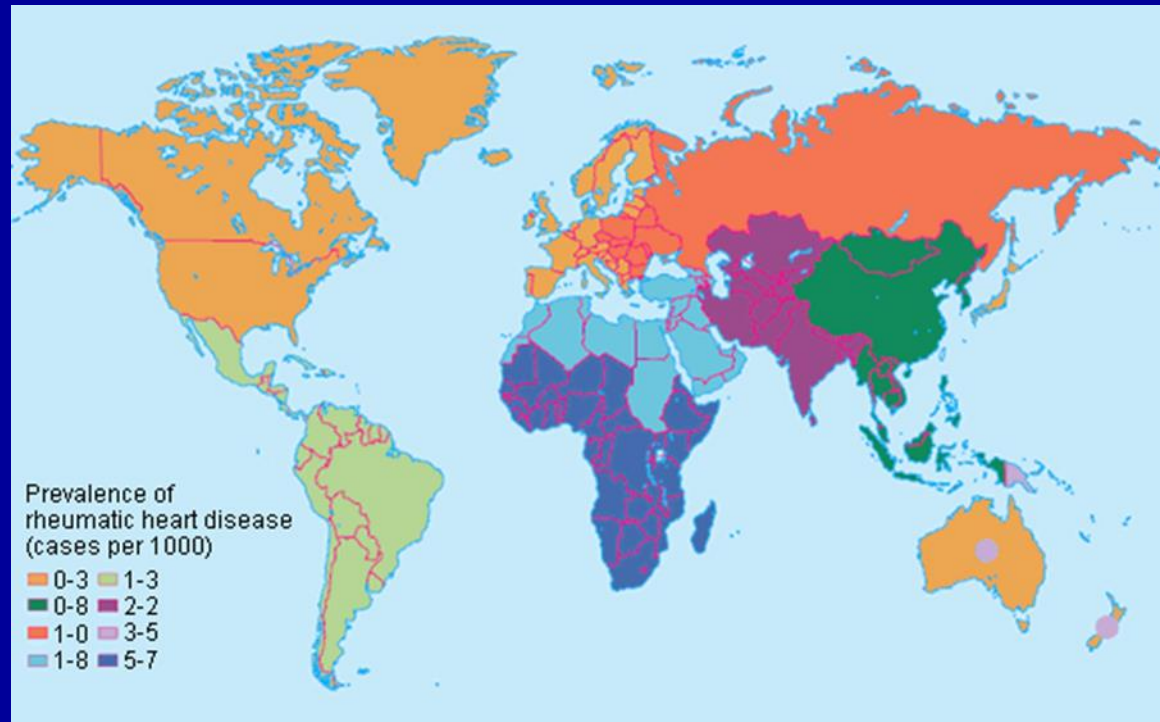 Prevalence of
rheumatic heart disease
(cases per 1000)
0-3 1-3
0-8 2-2
1-0 3-5
1-8 5-7